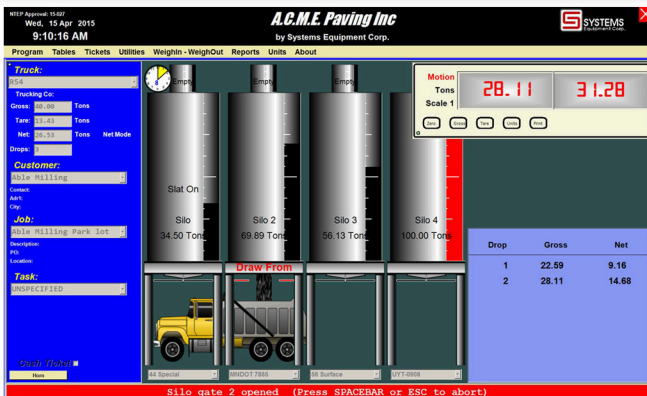 NTEP Approval: 15-027
Wed, 15 Apr 2015
9:10:16 AM
A.C.M.E. Paving Inc
by Systems Equipment Corp.
SYSTEMS
Equipment Corp.
Program Tables Tickets Utilities WeighIn - WeighOut Reports Units About
Truck:
R54
Trucking Co:
Gross: 40.00 Tons
Tare: 13.43 Tons
Net: 26.53 Tons Net Mode
Drops: 3
Customer:
Able Milling
Contact:
Adr1:
City:
Job:
Able Milling Park lot
Description:
PO:
Location:
Task:
UNSPECIFIED
Cash Ticket
Horn
Empty Empty Empty
Slat On
Silo Silo 2 Silo 3 Silo 4
34.50 Tons 69.89 Tons 56.13 Tons 100.00 Tons
Draw From
44 Special MNDOT 7865 56 Surface UYT-0908
Motion
Tons
Scale 1
28.11 31.28
Zero Gross Tare Units Print
Drop Gross Net
1 22.59 9.16
2 28.11 14.68
Silo gate 2 opened (Press SPACEBAR or ESC to abort)